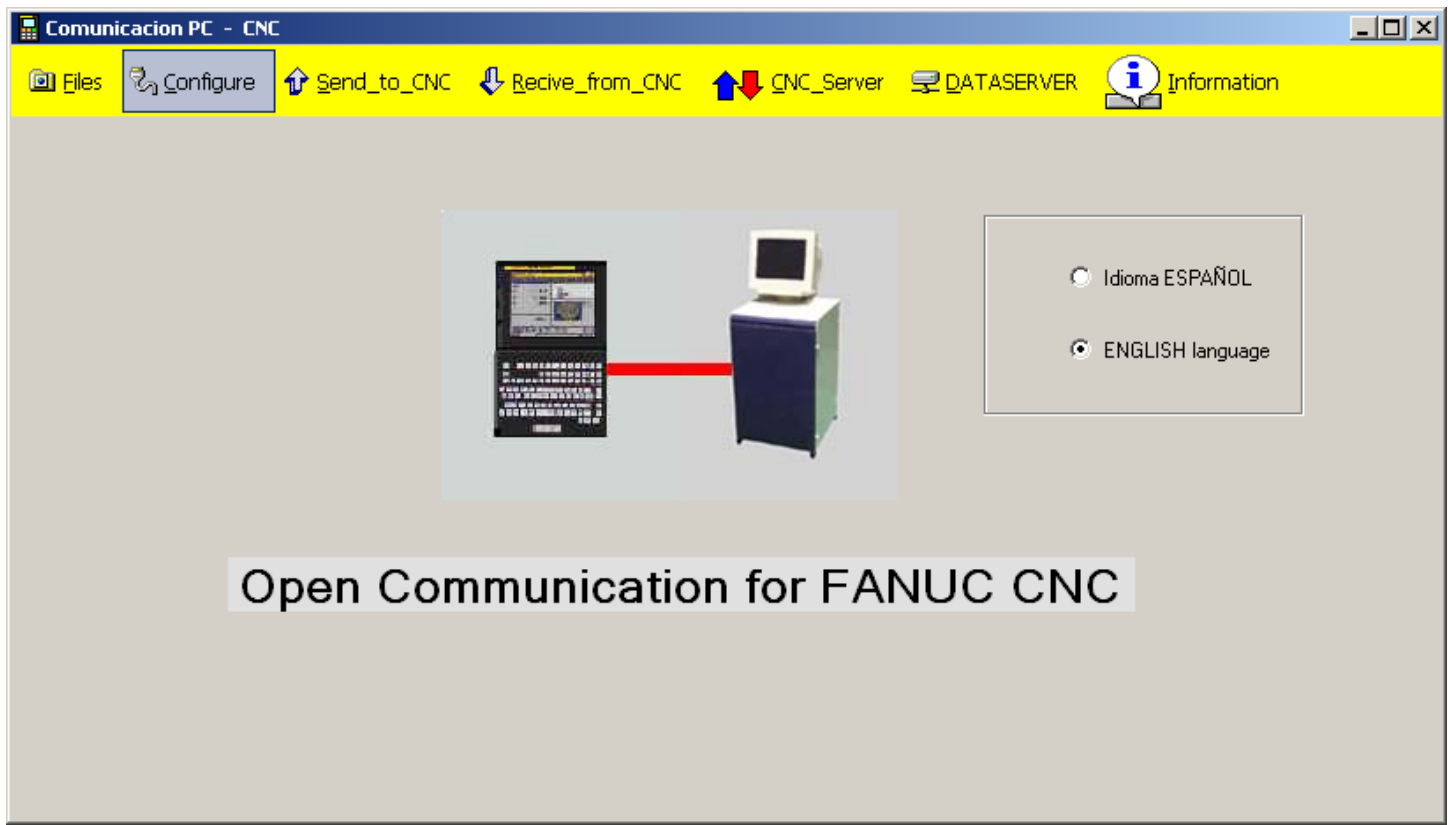 Comunicacion PC - CNC
Files Configure Send_to_CNC Recive_from_CNC CNC_Server DATASERVER Information
Idioma ESPAÑOL
ENGLISH language
Open Communication for FANUC CNC